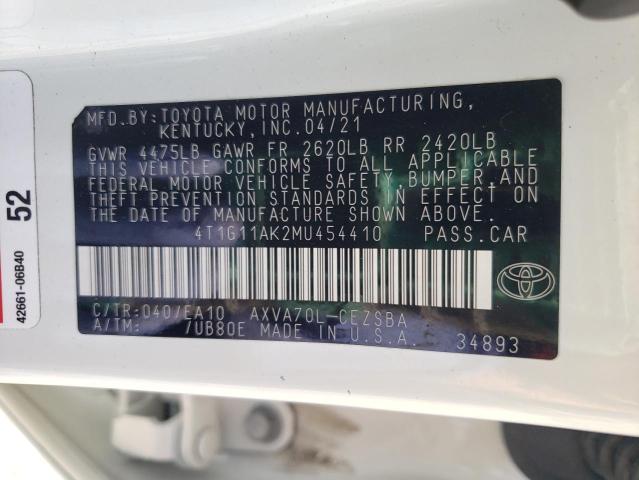 MFD.BY:TOYOTA MOTOR MANUFACTURING,
KENTUCKY,INC.04/21
GVWR 4475LB GAWR FR 2620LB RR 2420LB
THIS VEHICLE CONFORMS TO ALL APPLICABLE
FEDERAL MOTOR VEHICLE SAFETY,BUMPER,AND
THEFT PREVENTION STANDARDS IN EFFECT ON
THE DATE OF MANUFACTURE SHOWN ABOVE.
4T1G11AK2MU454410 PASS.CAR
C/TR:040/EA10 AXVA70L-CEZSBA
A/TM: /UB80E MADE IN U.S.A.
34893
52
42661-06B40